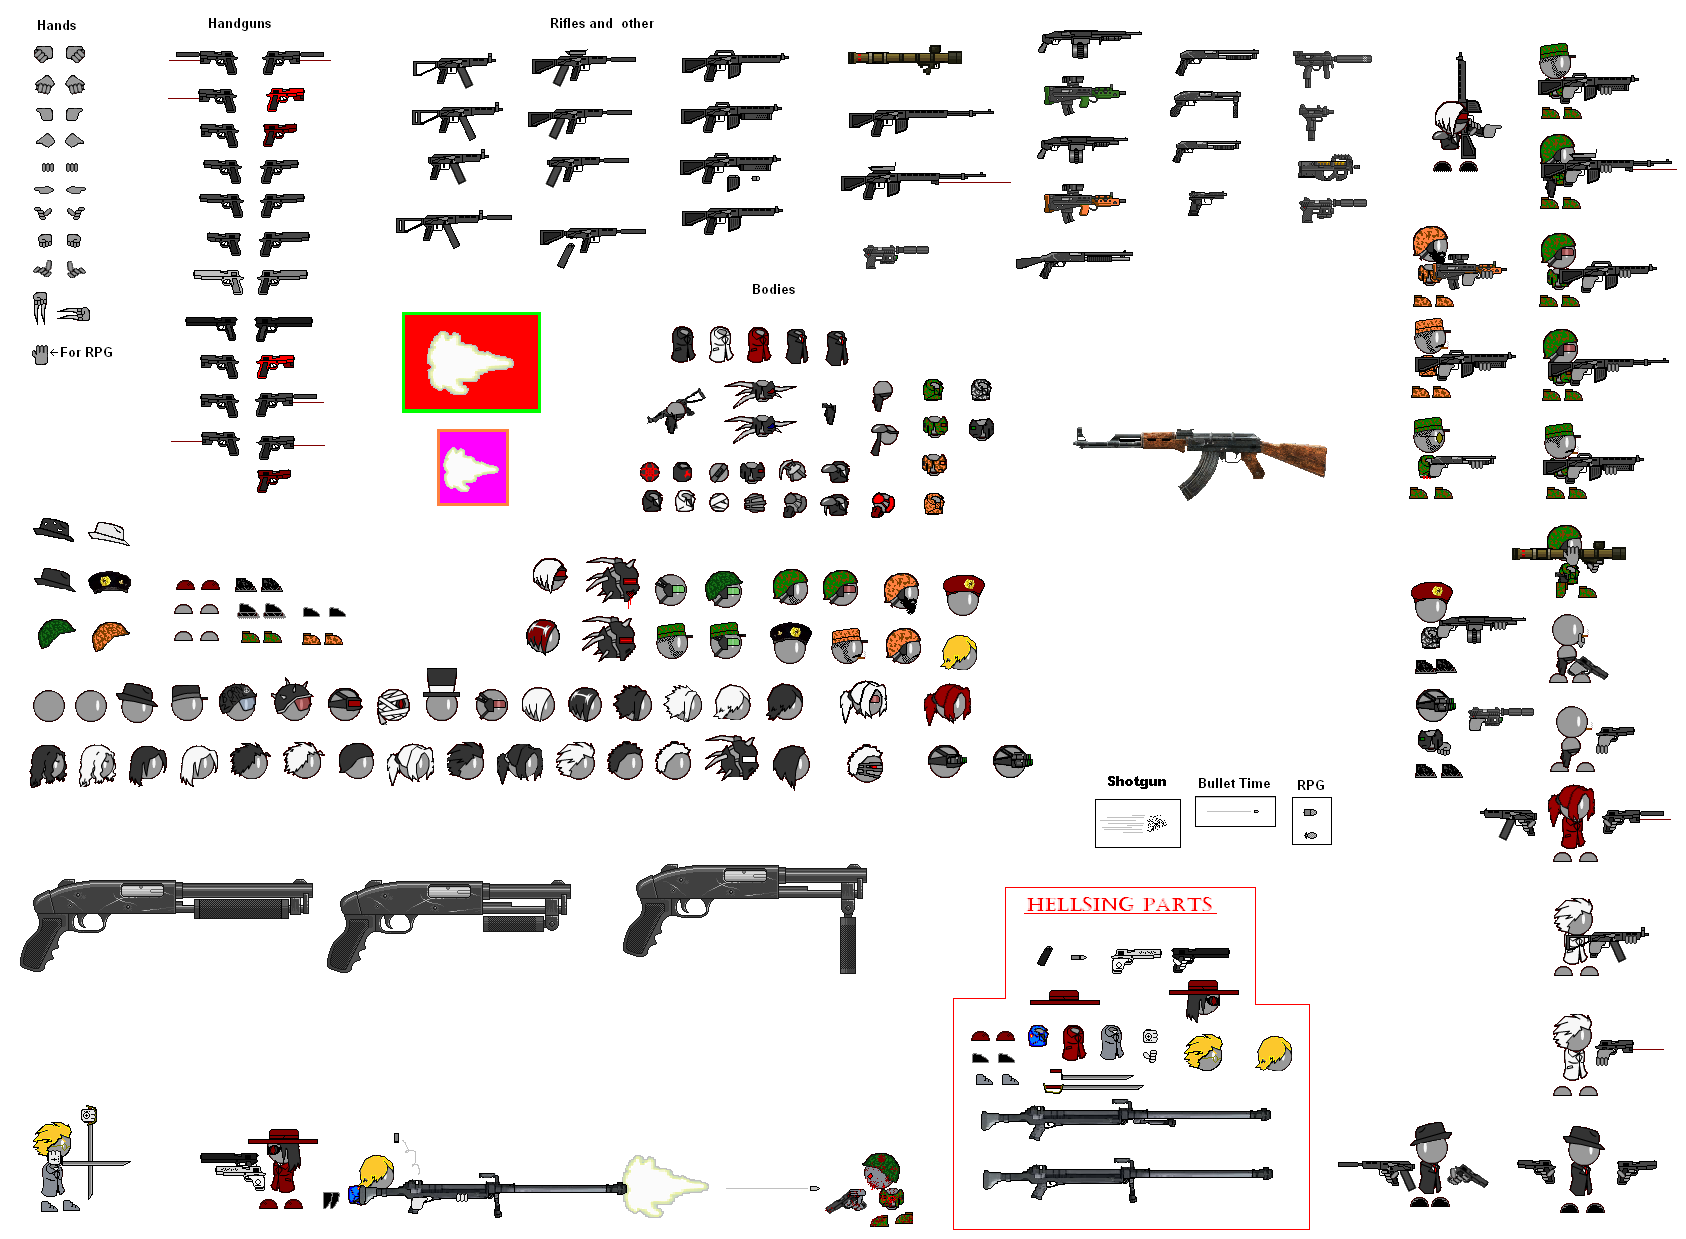 Hands
Handguns
Rifles and other
Bodies
←For RPG
Shotgun
Bullet Time
RPG
HELLSING PARTS